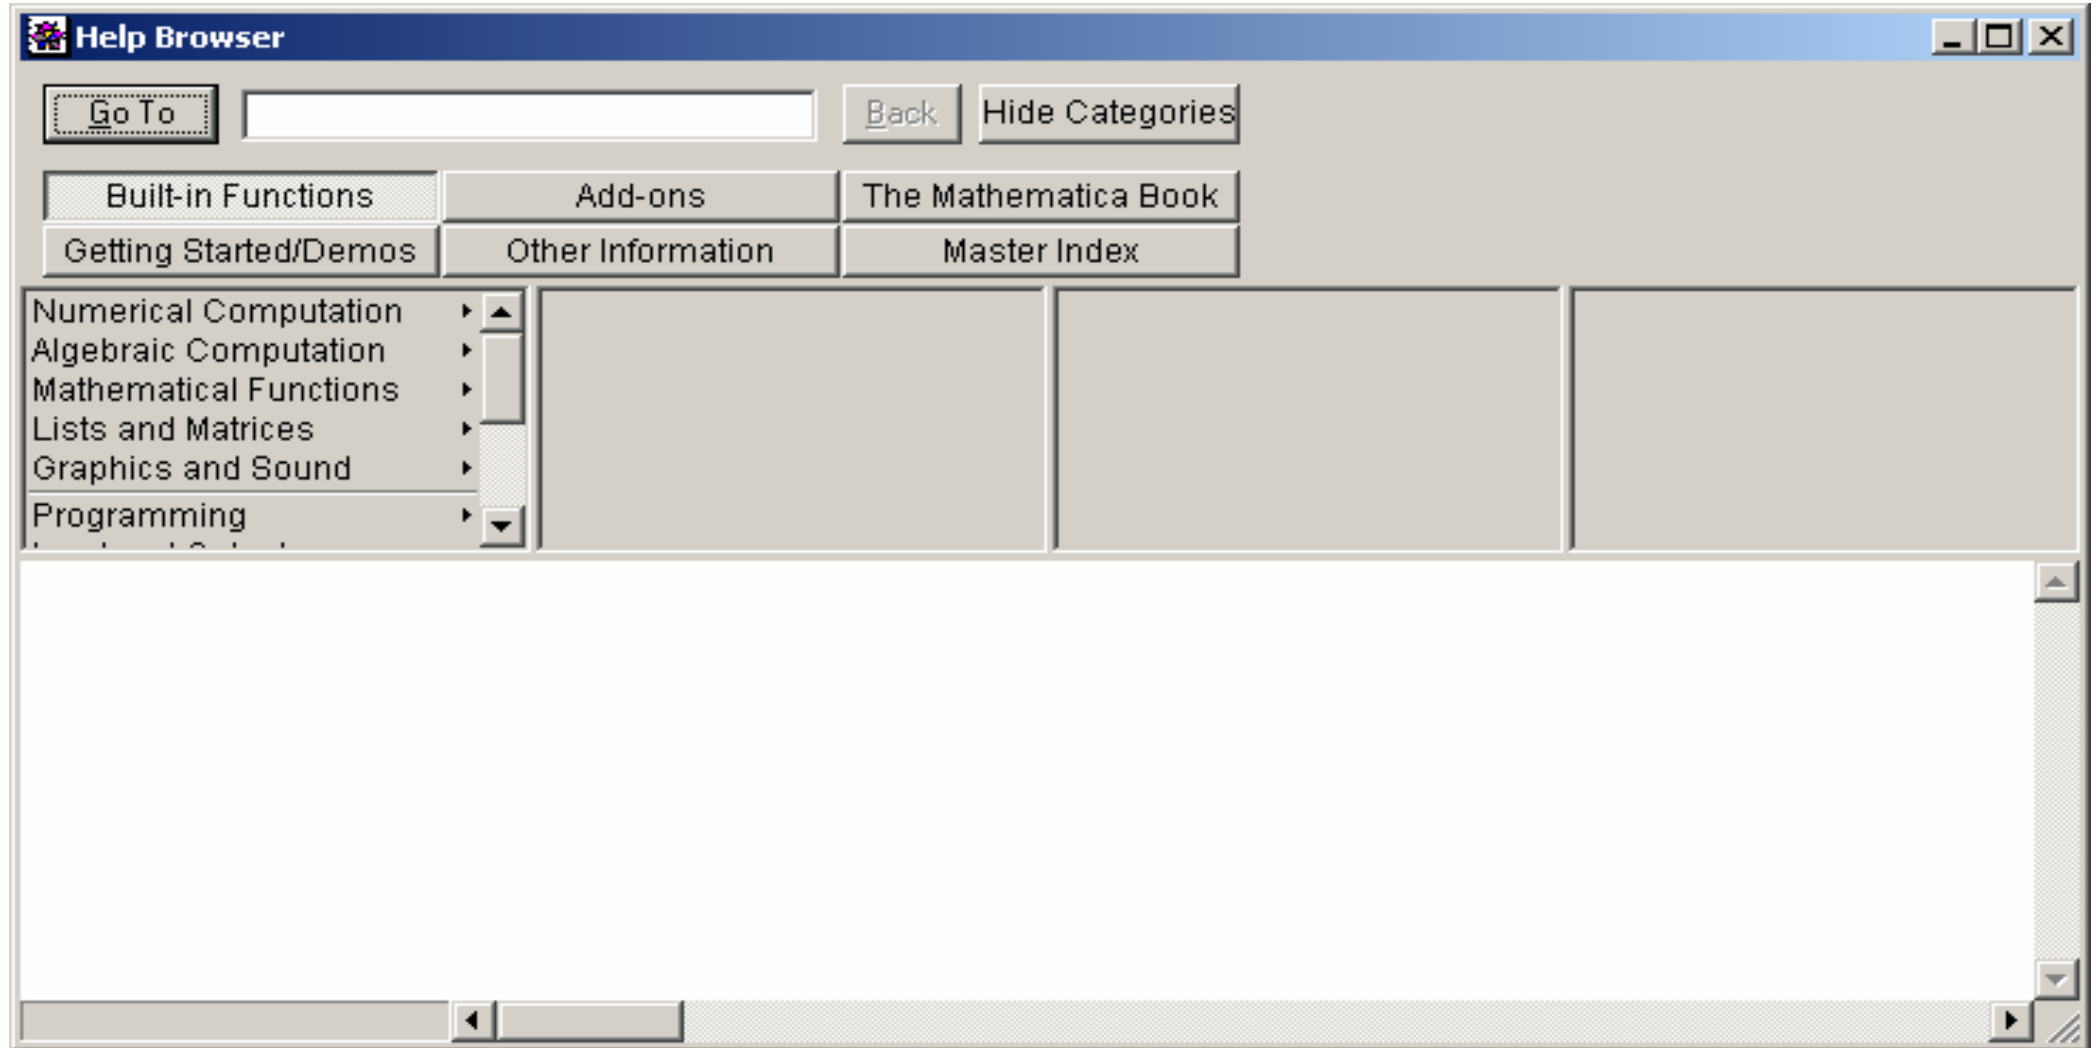 Help Browser
Go To Back Hide Categories
Built-in Functions Add-ons The Mathematica Book
Getting Started/Demos Other Information Master Index
Numerical Computation
Algebraic Computation
Mathematical Functions
Lists and Matrices
Graphics and Sound
Programming